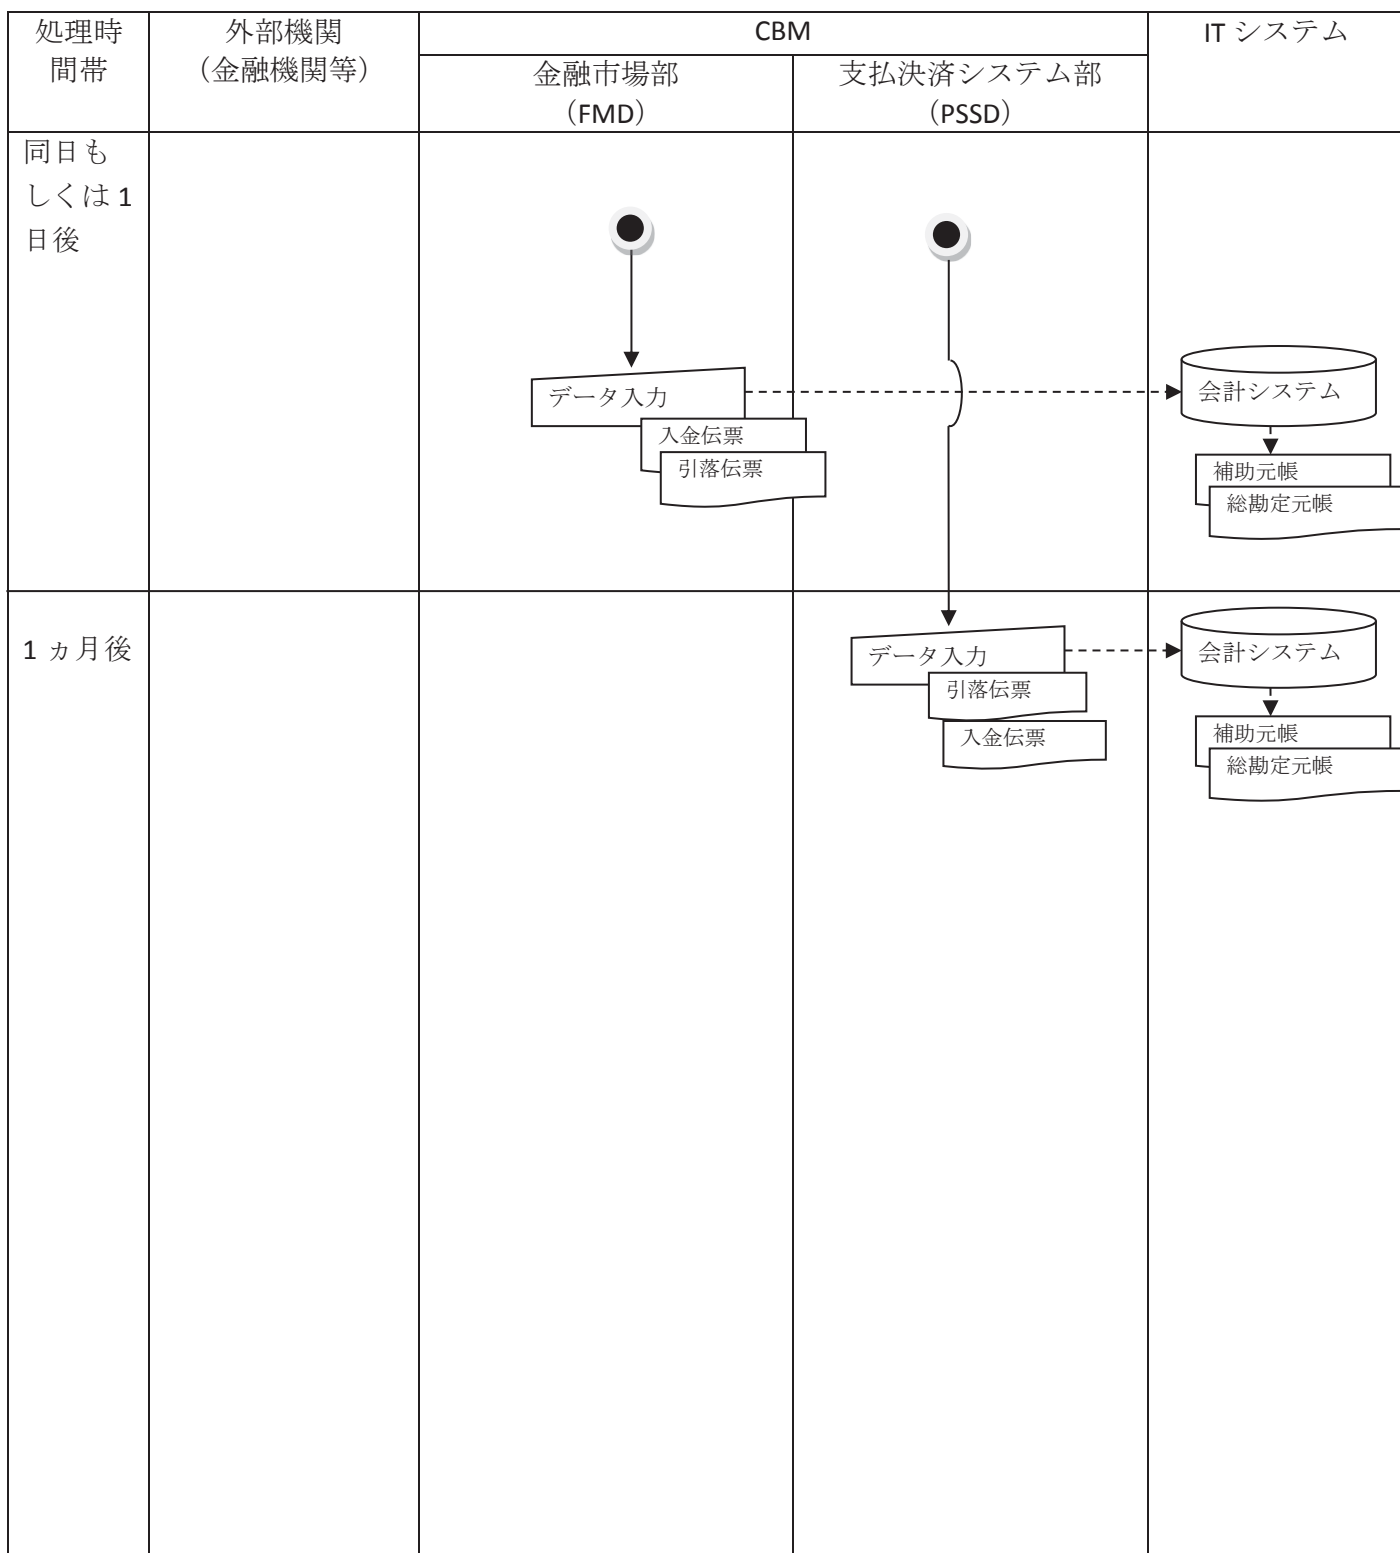 処理時
間帯
外部機関
（金融機関等）
CBM
IT システム
金融市場部
（FMD）
支払決済システム部
（PSSD）
同日も
しくは 1
日後
データ入力
入金伝票
引落伝票
会計システム
補助元帳
総勘定元帳
1 ヵ月後
データ入力
引落伝票
入金伝票
会計システム
補助元帳
総勘定元帳